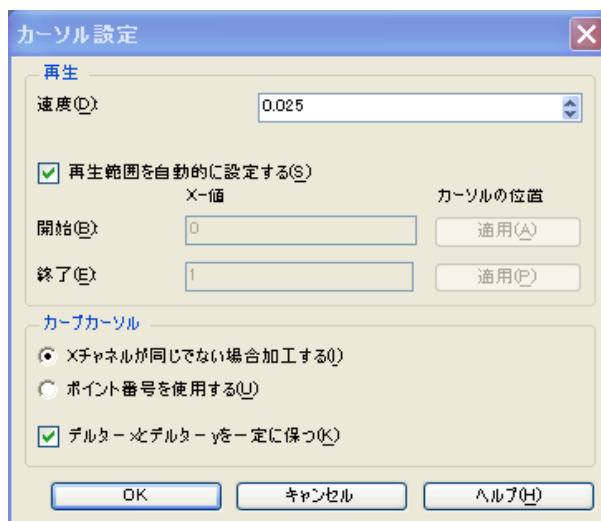 カーソル設定
再生
速度(D):
0.025
再生範囲を自動的に設定する(S)
X-値
カーソルの位置
開始(B):
0
適用(A)
終了(E):
1
適用(P)
カーブカーソル
Xチャネルが同じでない場合加工する(I)
ポイント番号を使用する(U)
デルター xとデルター yを一定に保つ(K)
OK
キャンセル
ヘルプ(H)